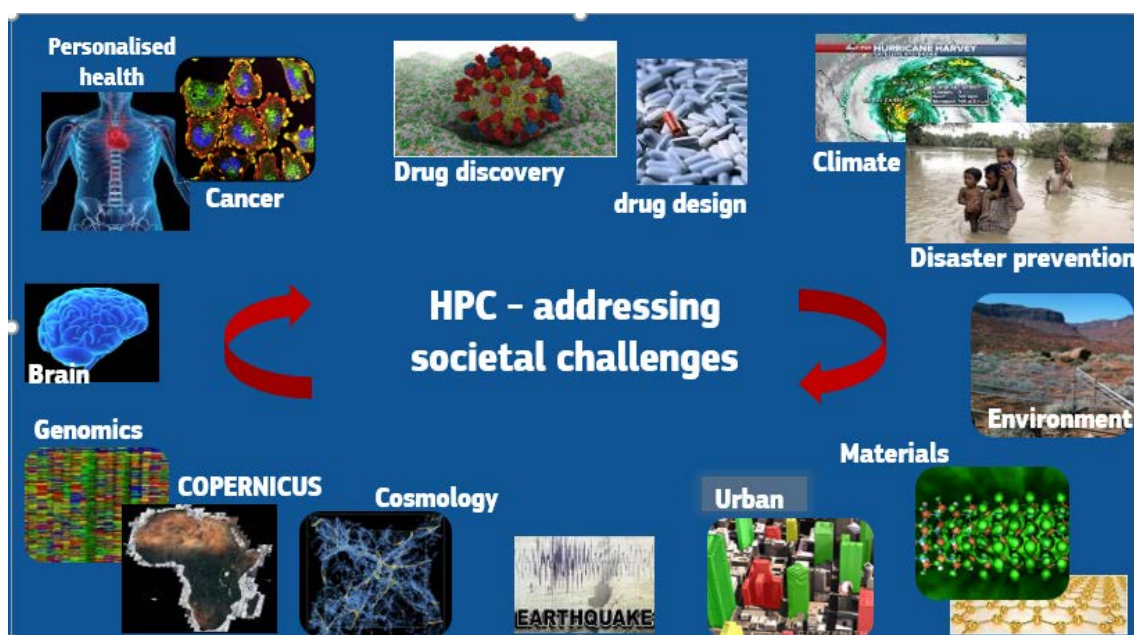 Personalised
health
Cancer
Drug discovery
drug design
HURRICANE HARVEY
Climate
Disaster prevention
HPC – addressing
societal challenges
Brain
Environment
Genomics
Materials
COPERNICUS
Cosmology
Urban
EARTHQUAKE